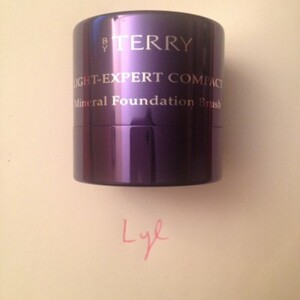 BY TERRY
LIGHT-EXPERT COMPACT
Mineral Foundation Brush
Lyl